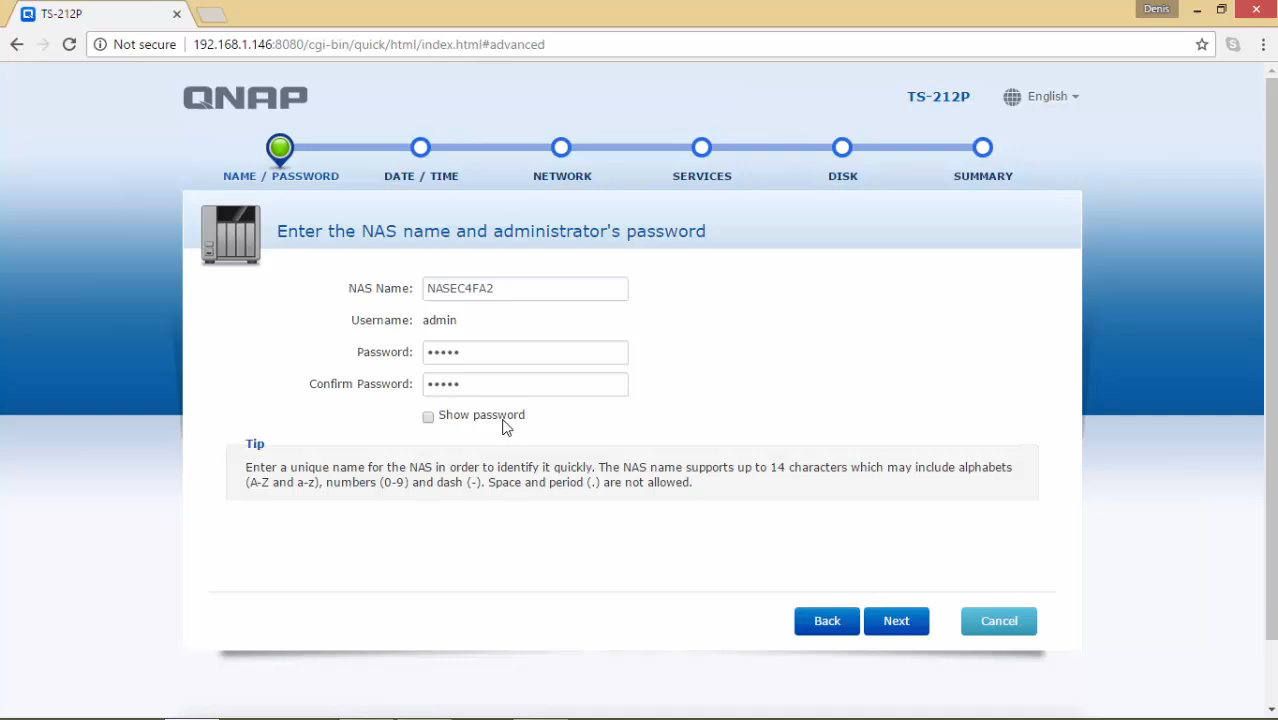 TS-212P
Denis
Not secure
192.168.1.146:8080/cgi-bin/quick/html/index.html#advanced
QNAP
TS-212P
English
NAME / PASSWORD
DATE / TIME
NETWORK
SERVICES
DISK
SUMMARY
Enter the NAS name and administrator's password
NAS Name: NASEC4FA2
Username: admin
Password: •••••
Confirm Password: •••••
Show password
Tip
Enter a unique name for the NAS in order to identify it quickly. The NAS name supports up to 14 characters which may include alphabets
(A-Z and a-z), numbers (0-9) and dash (-). Space and period (.) are not allowed.
Back
Next
Cancel